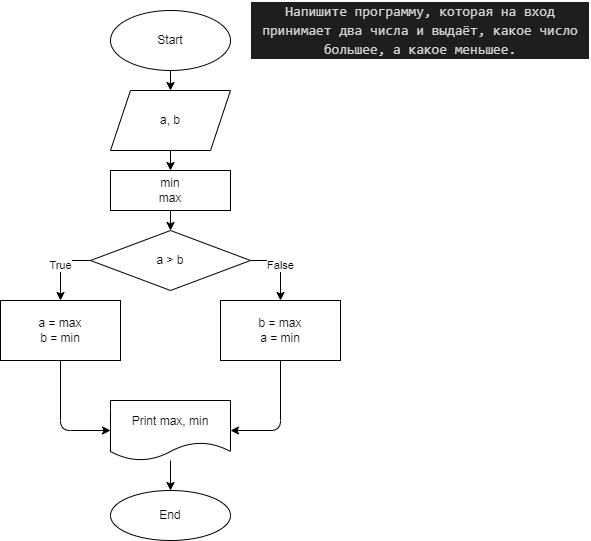 Напишите программу, которая на вход
принимает два числа и выдаёт, какое число
большее, а какое меньшее.
Start
a, b
min
max
a > b
True
False
a = max
b = min
b = max
a = min
Print max, min
End